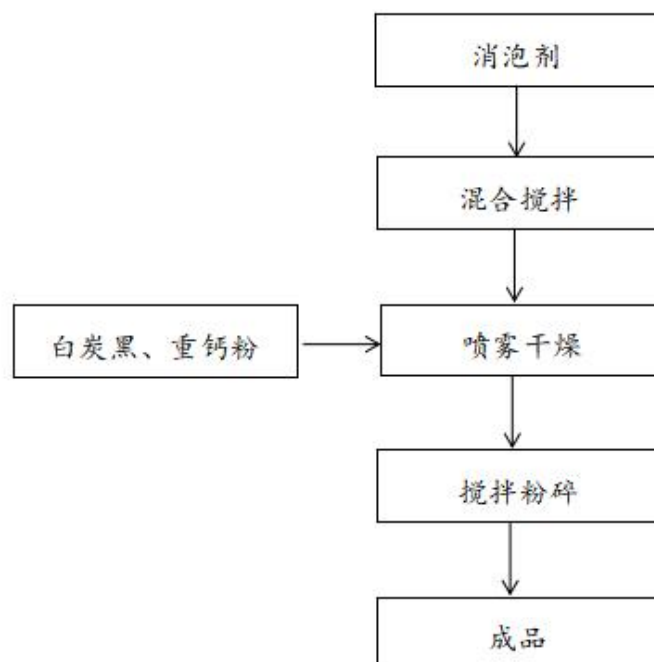 消泡剂
混合搅拌
白炭黑、重钙粉
喷雾干燥
搅拌粉碎
成品